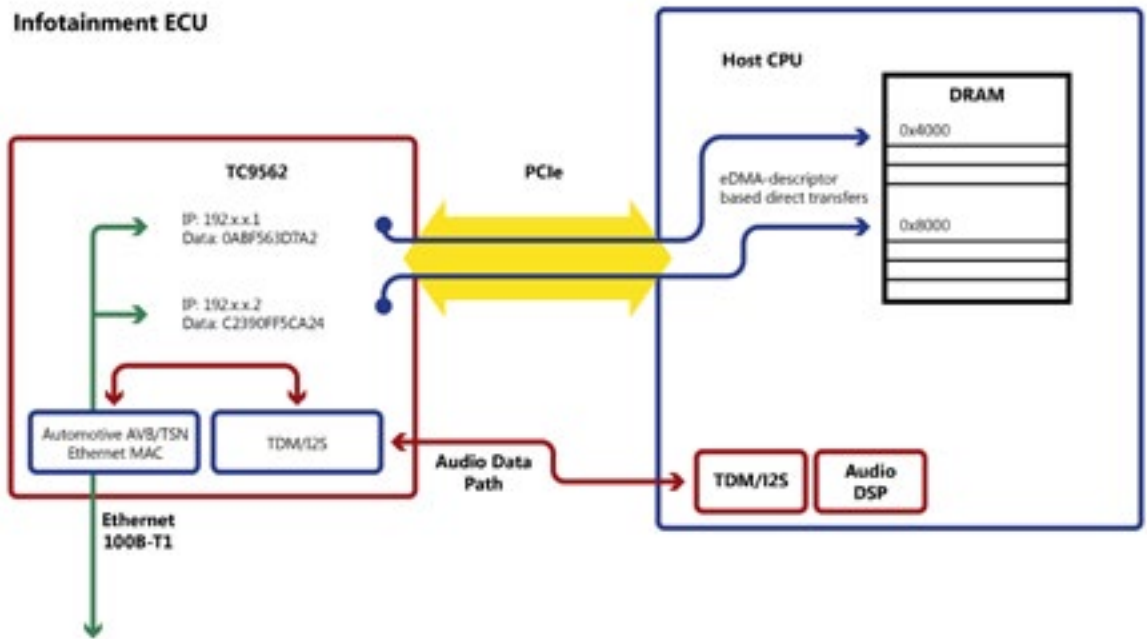 Infotainment ECU
Host CPU
DRAM
0x4000
TC9562
PCIe
eDMA-descriptor
based direct transfers
IP: 192.x.x.1
Data: 0ABF563D7A2
0x8000
IP: 192.x.x.2
Data: C2390FF5CA24
Automotive AVB/TSN
Ethernet MAC
TDM/I2S
Audio Data
Path
TDM/I2S
Audio
DSP
Ethernet
100B-T1